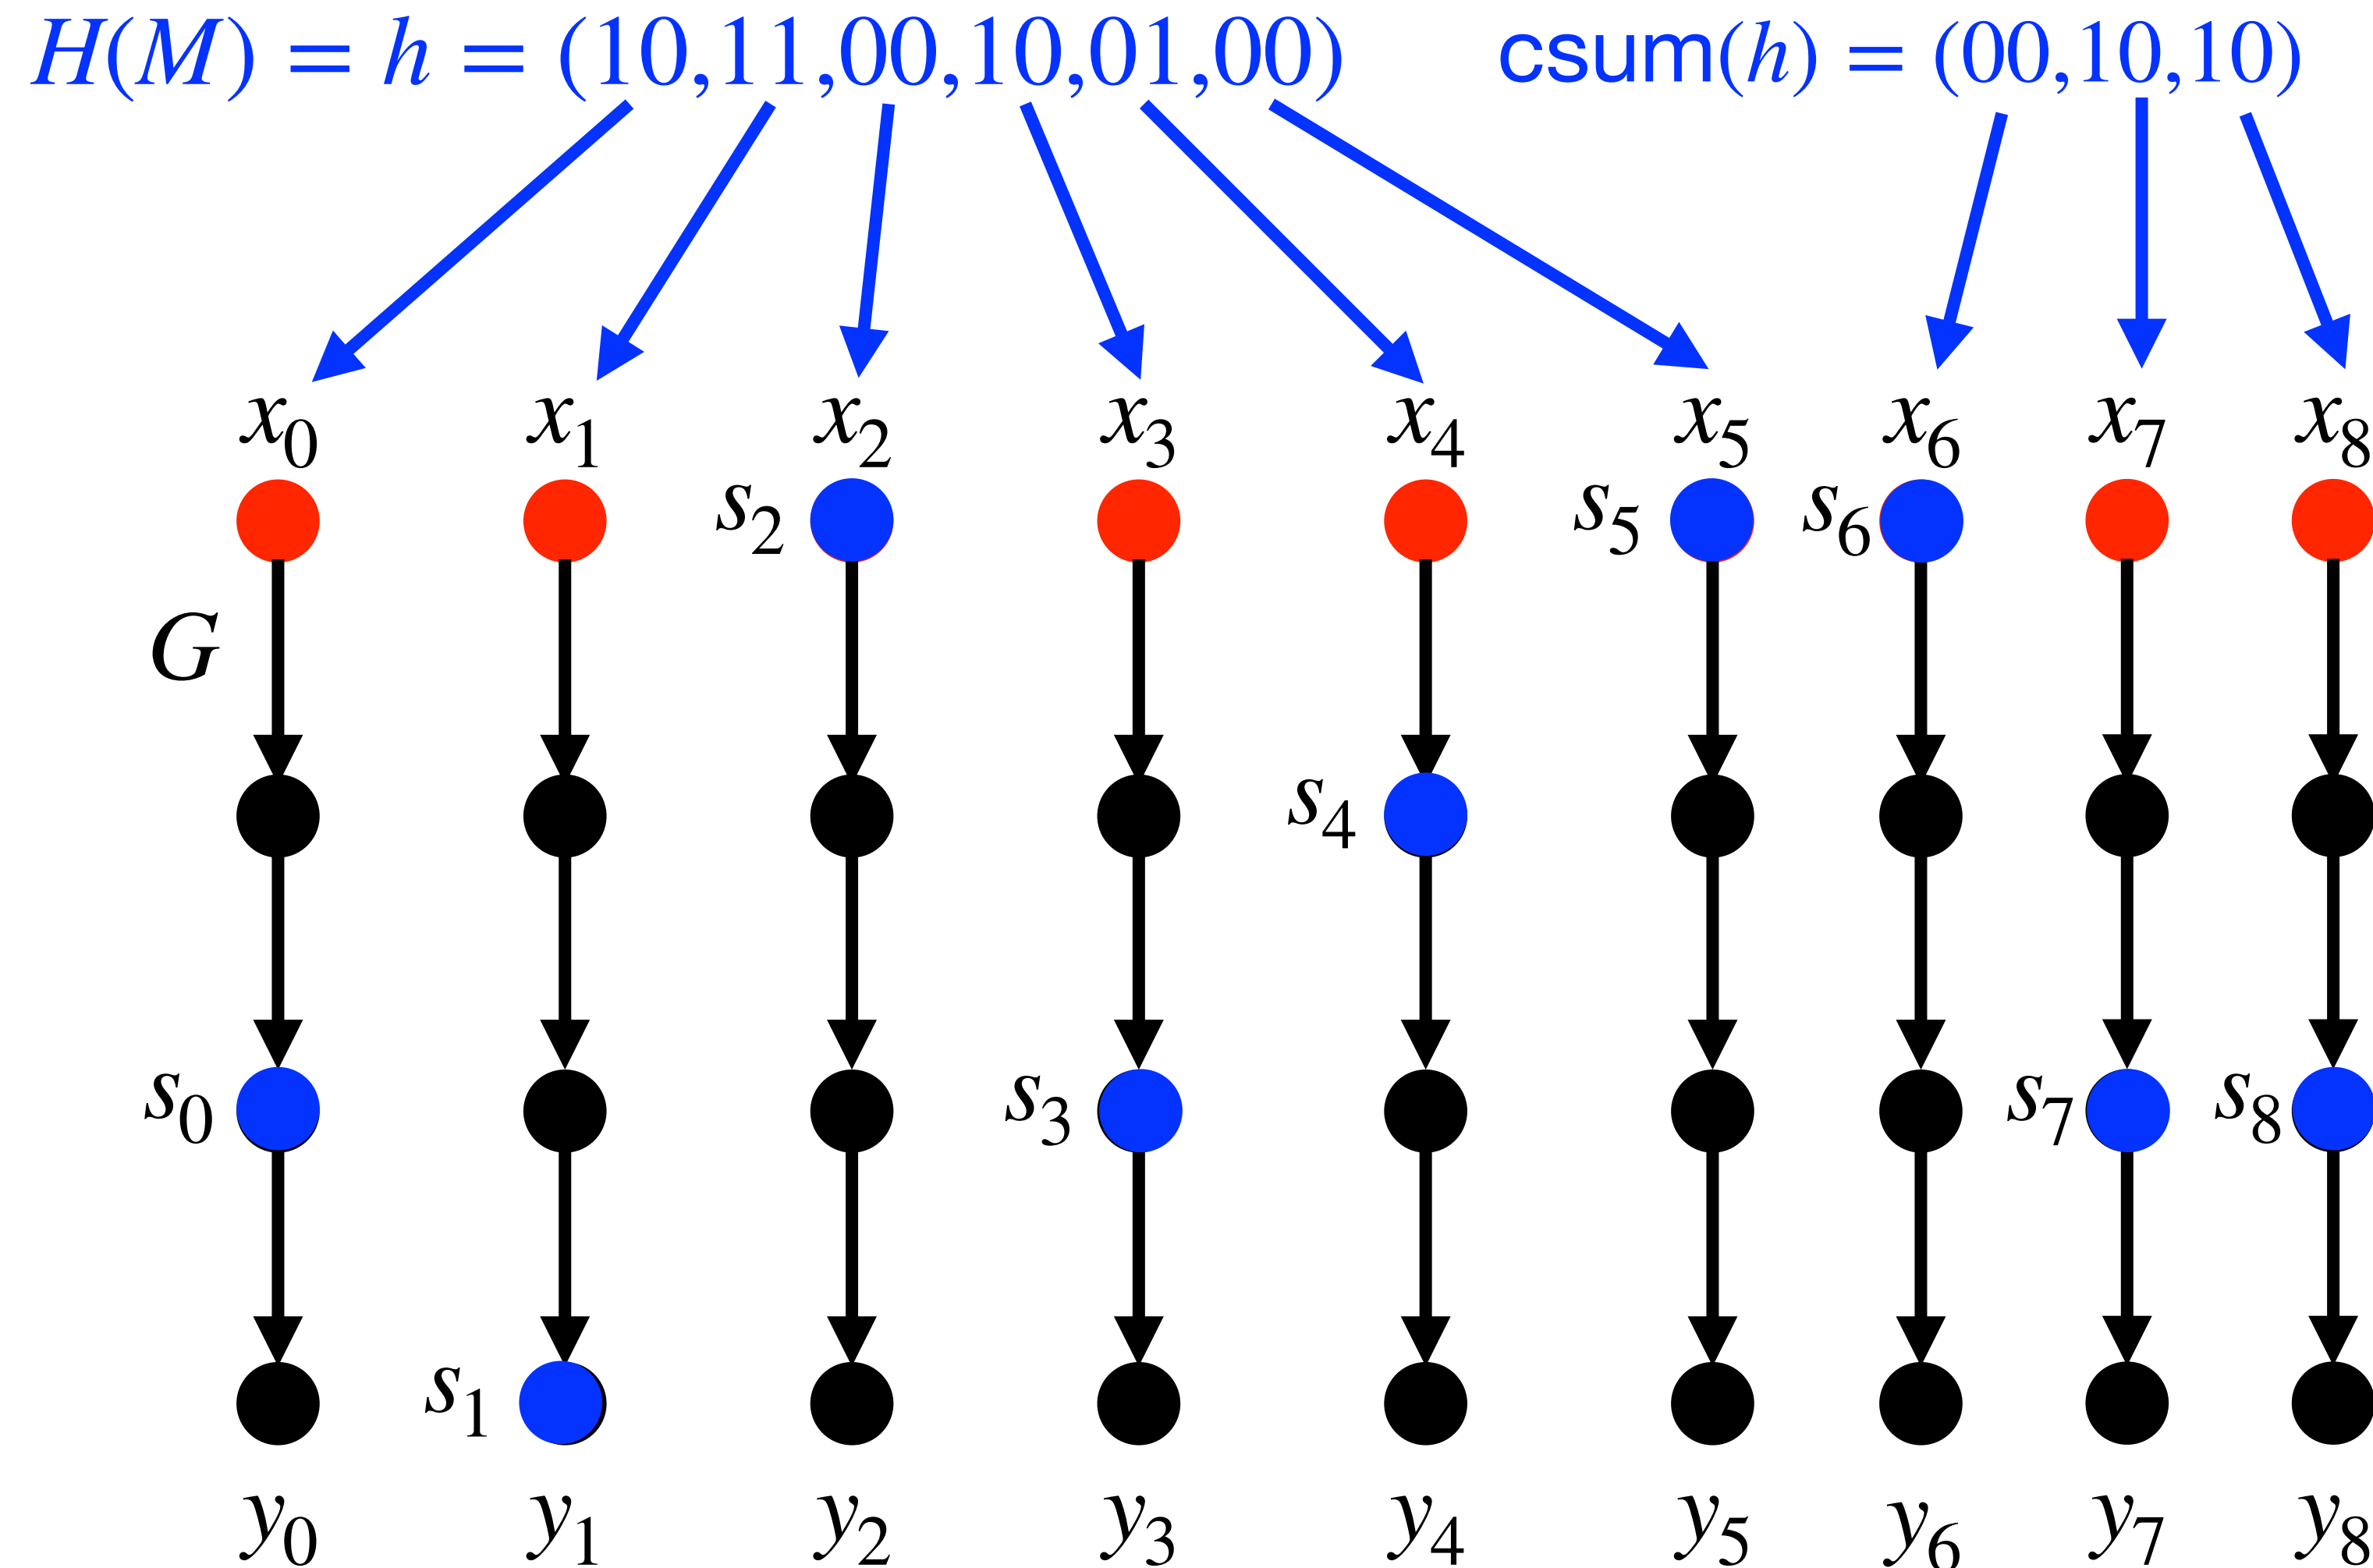 H(M) = h = (10,11,00,10,01,00) csum(h) = (00,10,10)
x₀ x₁ x₂ x₃ x₄ x₅ x₆ x₇ x₈
s₂ s₅ s₆
G
s₄
s₀ s₃ s₇ s₈
s₁
y₀ y₁ y₂ y₃ y₄ y₅ y₆ y₇ y₈